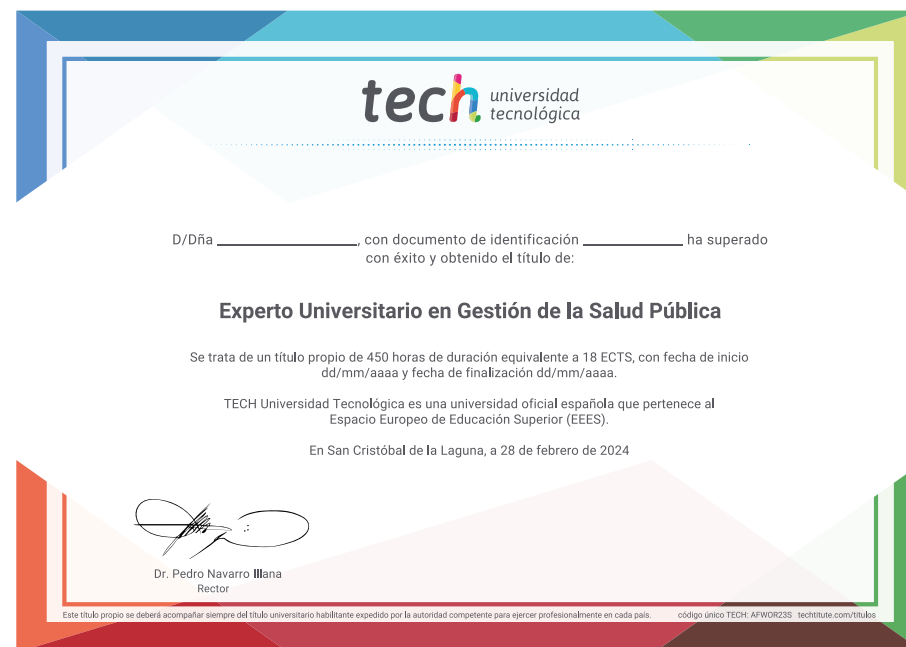 tech universidad
tecnológica
D/Dña ________________, con documento de identificación ____________ ha superado
con éxito y obtenido el título de:
Experto Universitario en Gestión de la Salud Pública
Se trata de un título propio de 450 horas de duración equivalente a 18 ECTS, con fecha de inicio
dd/mm/aaaa y fecha de finalización dd/mm/aaaa.
TECH Universidad Tecnológica es una universidad oficial española que pertenece al
Espacio Europeo de Educación Superior (EEES).
En San Cristóbal de la Laguna, a 28 de febrero de 2024
Dr. Pedro Navarro Illana
Rector
Este título propio se deberá acompañar siempre del título universitario habilitante expedido por la autoridad competente para ejercer profesionalmente en cada país. código único TECH: AFWOR23S techtitute.com/titulos